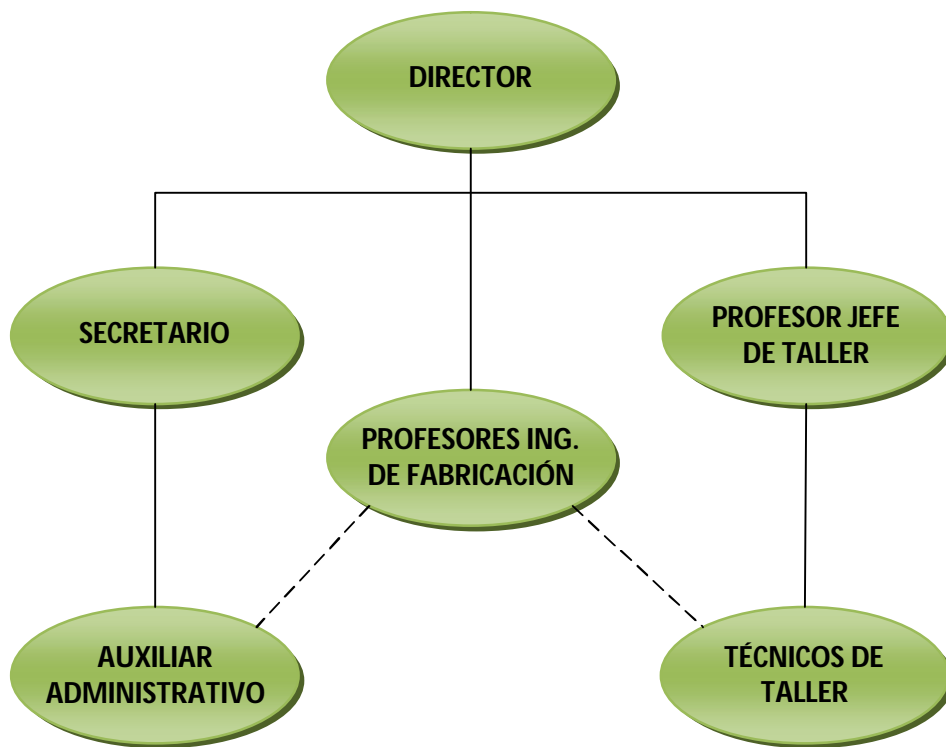 DIRECTOR
SECRETARIO
PROFESOR JEFE
DE TALLER
PROFESORES ING.
DE FABRICACIÓN
AUXILIAR
ADMINISTRATIVO
TÉCNICOS DE
TALLER